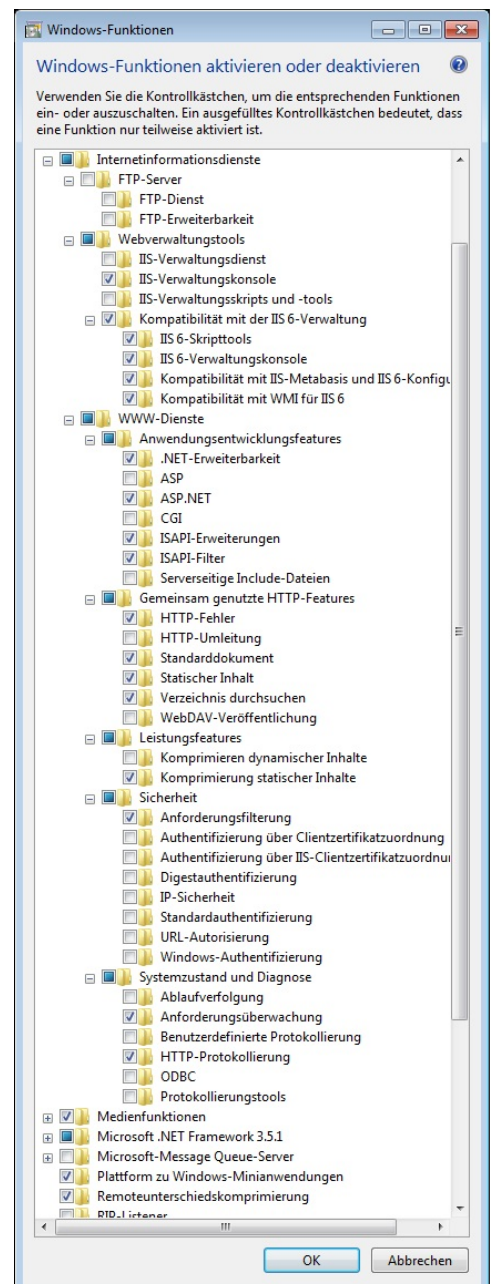 Windows-Funktionen
Windows-Funktionen aktivieren oder deaktivieren
Verwenden Sie die Kontrollkästchen, um die entsprechenden Funktionen
ein- oder auszuschalten. Ein ausgefülltes Kontrollkästchen bedeutet, dass
eine Funktion nur teilweise aktiviert ist.
Internetinformationsdienste
FTP-Server
FTP-Dienst
FTP-Erweiterbarkeit
Webverwaltungstools
IIS-Verwaltungsdienst
IIS-Verwaltungskonsole
IIS-Verwaltungsskripts und -tools
Kompatibilität mit der IIS 6-Verwaltung
IIS 6-Skripttools
IIS 6-Verwaltungskonsole
Kompatibilität mit IIS-Metabasis und IIS 6-Konfigu
Kompatibilität mit WMI für IIS 6
WWW-Dienste
Anwendungsentwicklungsfeatures
.NET-Erweiterbarkeit
ASP
ASP.NET
CGI
ISAPI-Erweiterungen
ISAPI-Filter
Serverseitige Include-Dateien
Gemeinsam genutzte HTTP-Features
HTTP-Fehler
HTTP-Umleitung
Standarddokument
Statischer Inhalt
Verzeichnis durchsuchen
WebDAV-Veröffentlichung
Leistungsfeatures
Komprimieren dynamischer Inhalte
Komprimierung statischer Inhalte
Sicherheit
Anforderungsfilterung
Authentifizierung über Clientzertifikatzuordnung
Authentifizierung über IIS-Clientzertifikatzuordnu
Digestauthentifizierung
IP-Sicherheit
Standardauthentifizierung
URL-Autorisierung
Windows-Authentifizierung
Systemzustand und Diagnose
Ablaufverfolgung
Anforderungsüberwachung
Benutzerdefinierte Protokollierung
HTTP-Protokollierung
ODBC
Protokollierungstools
Medienfunktionen
Microsoft .NET Framework 3.5.1
Microsoft-Message Queue-Server
Plattform zu Windows-Minianwendungen
Remoteunterschiedskomprimierung
RIP-Listener
OK Abbrechen